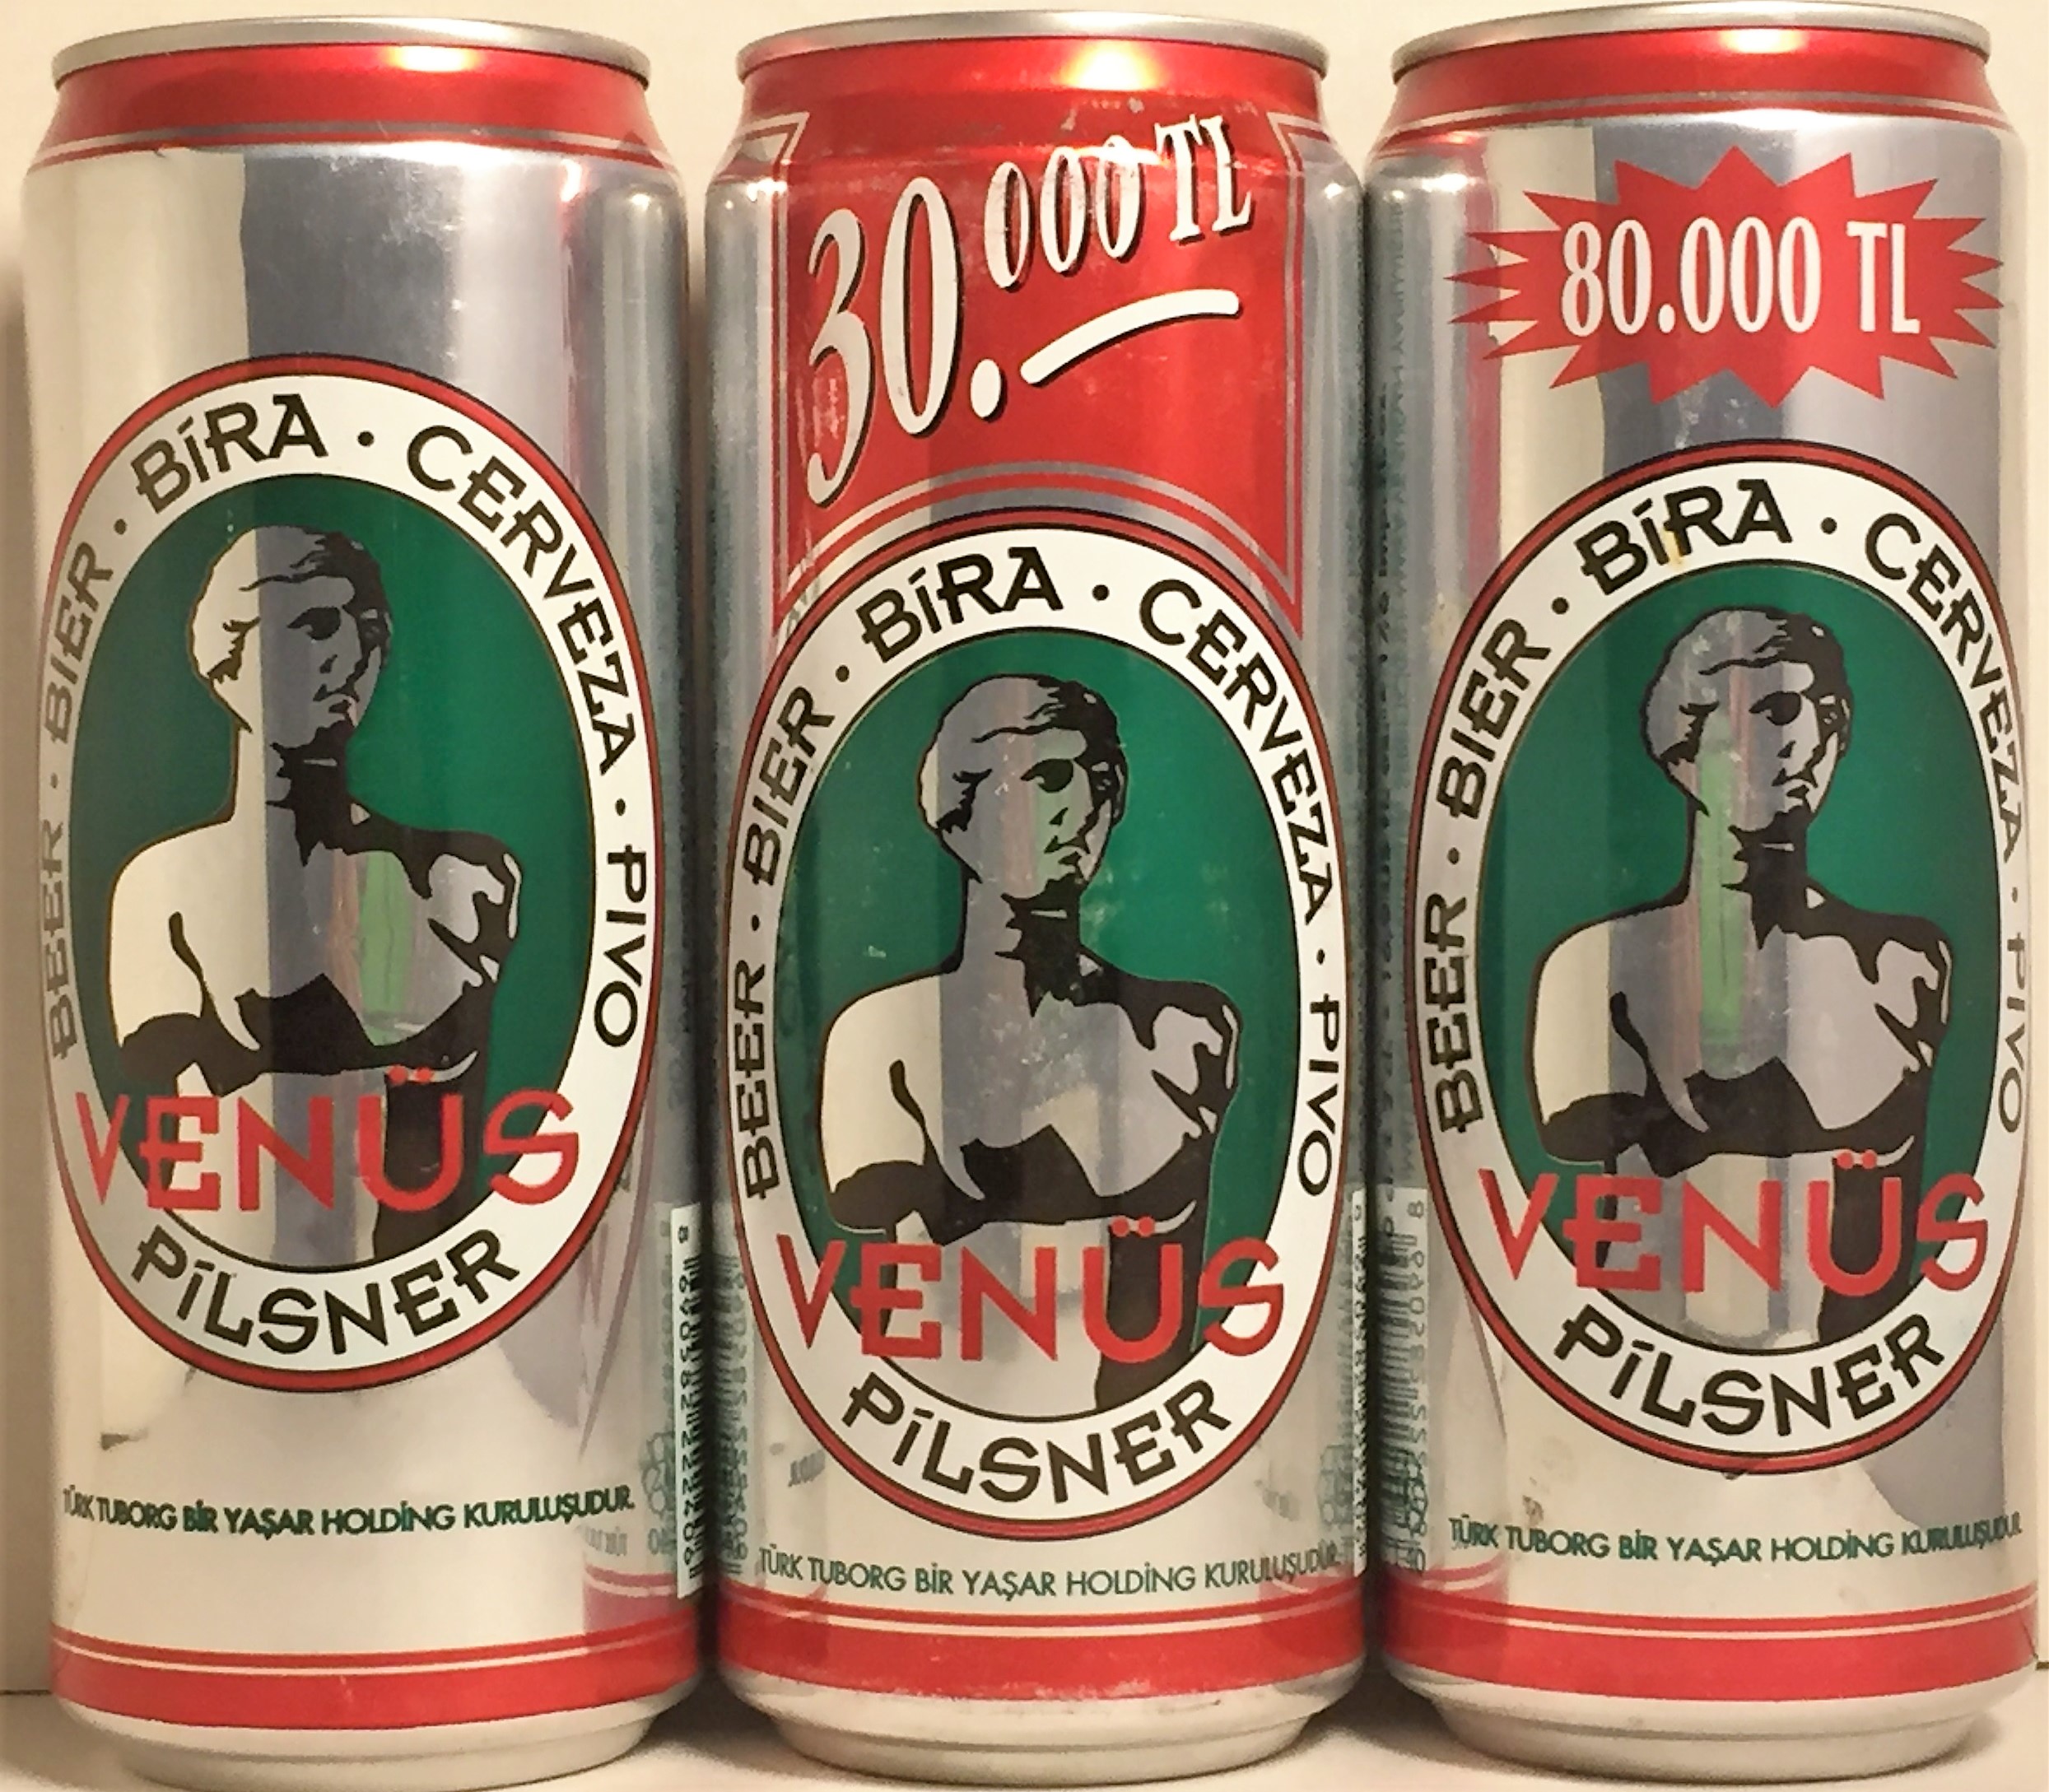 BEER · BIER · BİRA · CERVEZA · PIVO
VENÜS
PİLSNER
TÜRK TUBORG BİR YAŞAR HOLDİNG KURULUŞUDUR.
30.000 TL
BEER · BIER · BİRA · CERVEZA · PIVO
VENÜS
PİLSNER
TÜRK TUBORG BİR YAŞAR HOLDİNG KURULUŞUDUR.
80.000 TL
BEER · BIER · BİRA · CERVEZA · PIVO
VENÜS
PİLSNER
TÜRK TUBORG BİR YAŞAR HOLDİNG KURULUŞUDUR.